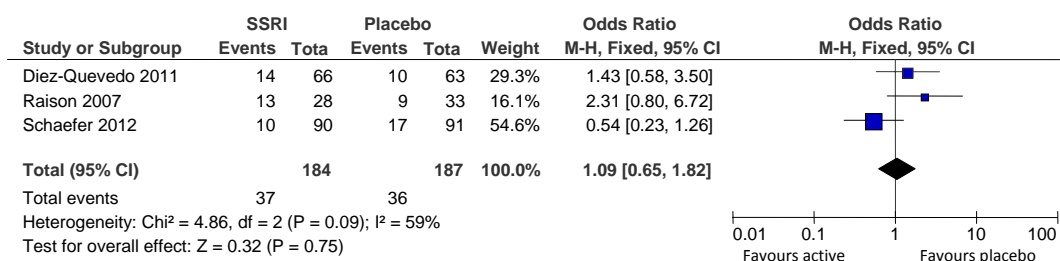 SSRI Placebo Odds Ratio Odds Ratio
Study or Subgroup Events Tota Events Tota Weight M-H, Fixed, 95% CI M-H, Fixed, 95% CI
Diez-Quevedo 2011 14 66 10 63 29.3% 1.43 [0.58, 3.50]
Raison 2007 13 28 9 33 16.1% 2.31 [0.80, 6.72]
Schaefer 2012 10 90 17 91 54.6% 0.54 [0.23, 1.26]
Total (95% CI) 184 187 100.0% 1.09 [0.65, 1.82]
Total events 37 36
Heterogeneity: Chi² = 4.86, df = 2 (P = 0.09); I² = 59%
Test for overall effect: Z = 0.32 (P = 0.75)
0.01 0.1 1 10 100
Favours active Favours placebo